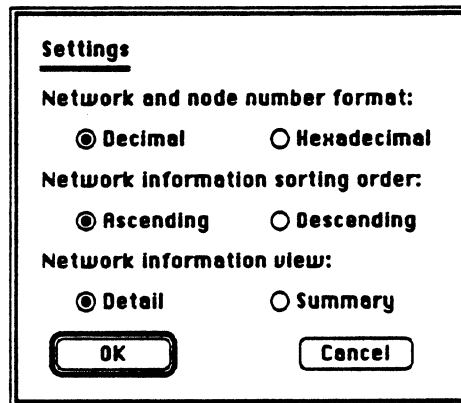 Settings
Network and node number format:
Decimal Hexadecimal
Network information sorting order:
Ascending Descending
Network information view:
Detail Summary
OK Cancel